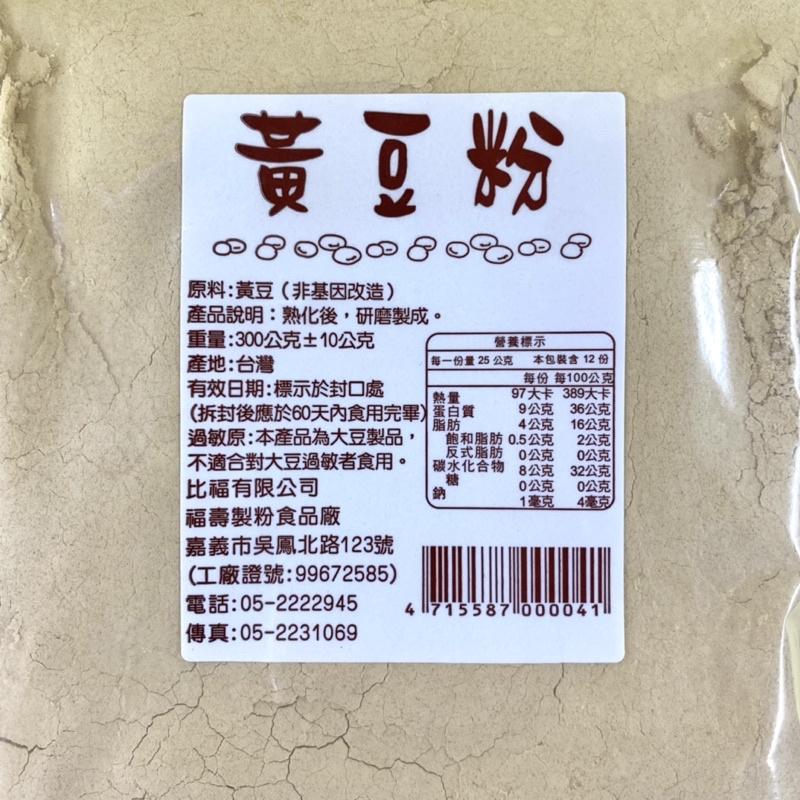 黃豆粉
原料:黃豆(非基因改造)
產品說明：熟化後，研磨製成。
重量:300公克±10公克
產地:台灣
有效日期:標示於封口處
(拆封後應於60天內食用完畢)
過敏原:本產品為大豆製品，
不適合對大豆過敏者食用。
比福有限公司
福壽製粉食品廠
嘉義市吳鳳北路123號
(工廠證號:99672585)
電話:05-2222945
傳真:05-2231069
營養標示
每一份量 25 公克 本包裝含 12 份
每份 每100公克
熱量 97大卡 389大卡
蛋白質 9公克 36公克
脂肪 4公克 16公克
飽和脂肪 0.5公克 2公克
反式脂肪 0公克 0公克
碳水化合物 8公克 32公克
糖 0公克 0公克
鈉 1毫克 4毫克
4 715587 000041